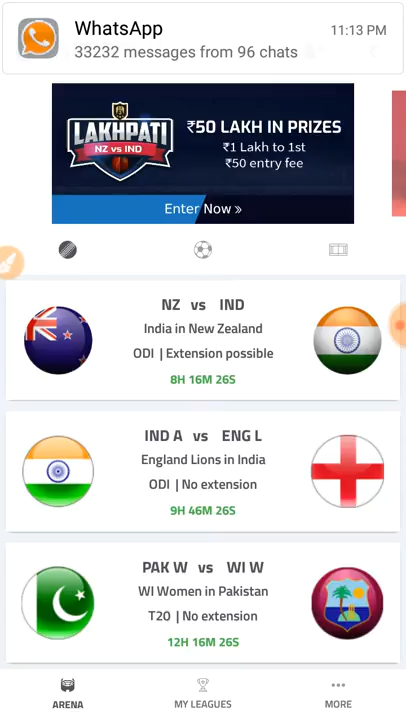 WhatsApp
11:13 PM
33232 messages from 96 chats
LAKHPATI
NZ vs IND
₹50 LAKH IN PRIZES
₹1 Lakh to 1st
₹50 entry fee
Enter Now »
NZ vs IND
India in New Zealand
ODI | Extension possible
8H 16M 26S
IND A vs ENG L
England Lions in India
ODI | No extension
9H 46M 26S
PAK W vs WI W
WI Women in Pakistan
T20 | No extension
12H 16M 26S
ARENA
MY LEAGUES
MORE